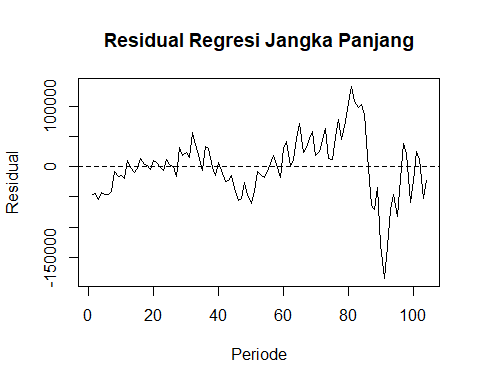 Residual Regresi Jangka Panjang
Residual
100000
0
-150000
0 20 40 60 80 100
Periode